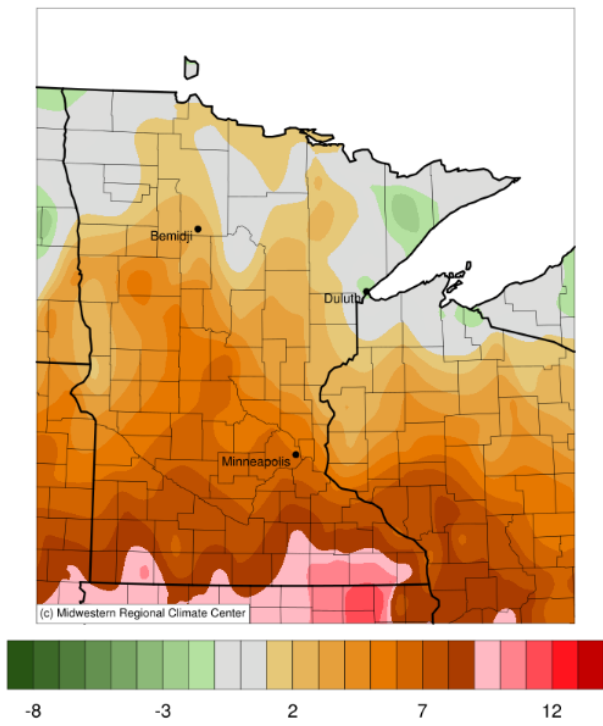 Bemidji
Duluth
Minneapolis
(c) Midwestern Regional Climate Center
-8 -3 2 7 12